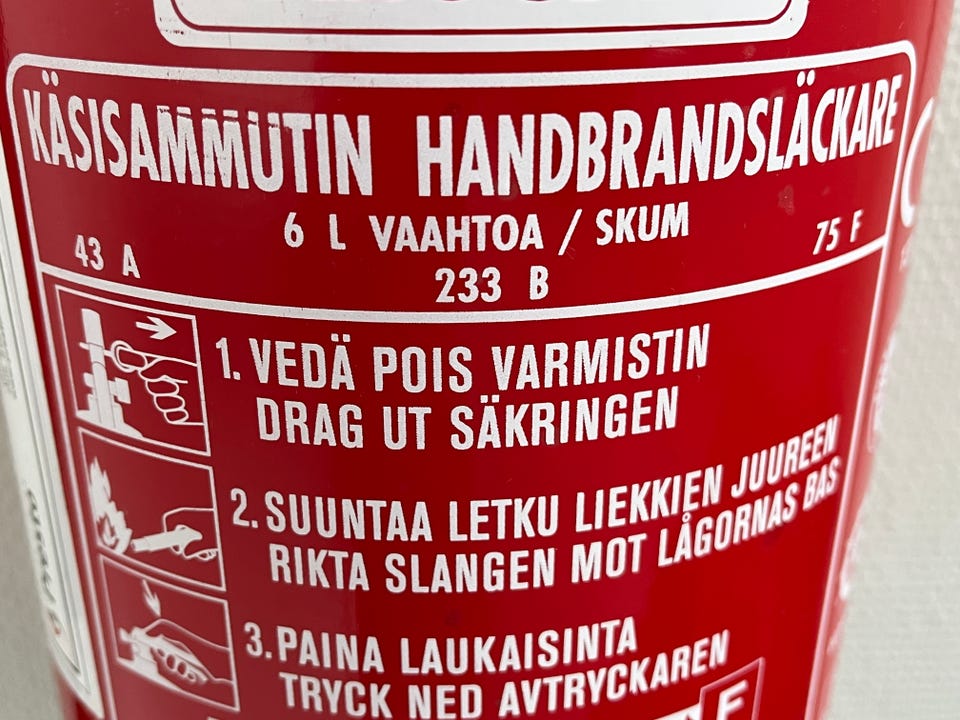 KÄSISAMMUTIN HANDBRANDSLÄCKARE
6 L VAAHTOA / SKUM
43 A 233 B 75 F
1. VEDÄ POIS VARMISTIN
DRAG UT SÄKRINGEN
2. SUUNTAA LETKU LIEKKIEN JUUREEN
RIKTA SLANGEN MOT LÅGORNAS BAS
3. PAINA LAUKAISINTA
TRYCK NED AVTRYCKAREN
F